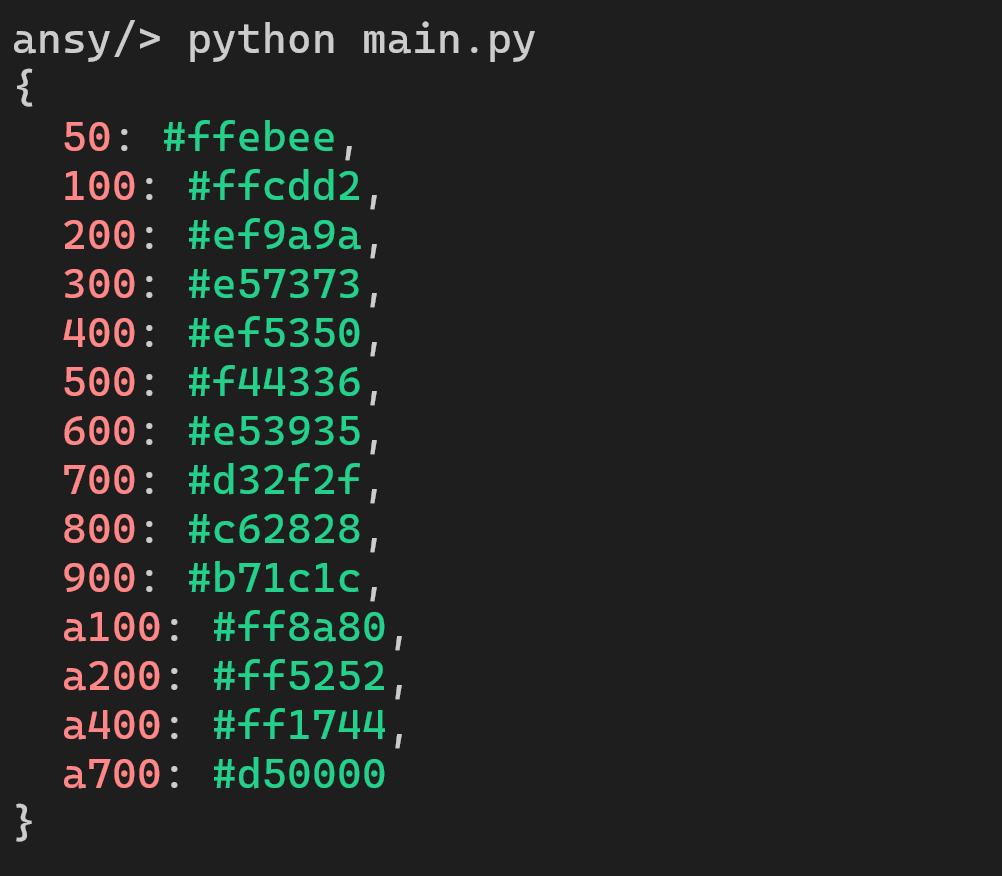 ansy/> python main.py
{
  50: #ffebee,
  100: #ffcdd2,
  200: #ef9a9a,
  300: #e57373,
  400: #ef5350,
  500: #f44336,
  600: #e53935,
  700: #d32f2f,
  800: #c62828,
  900: #b71c1c,
  a100: #ff8a80,
  a200: #ff5252,
  a400: #ff1744,
  a700: #d50000
}